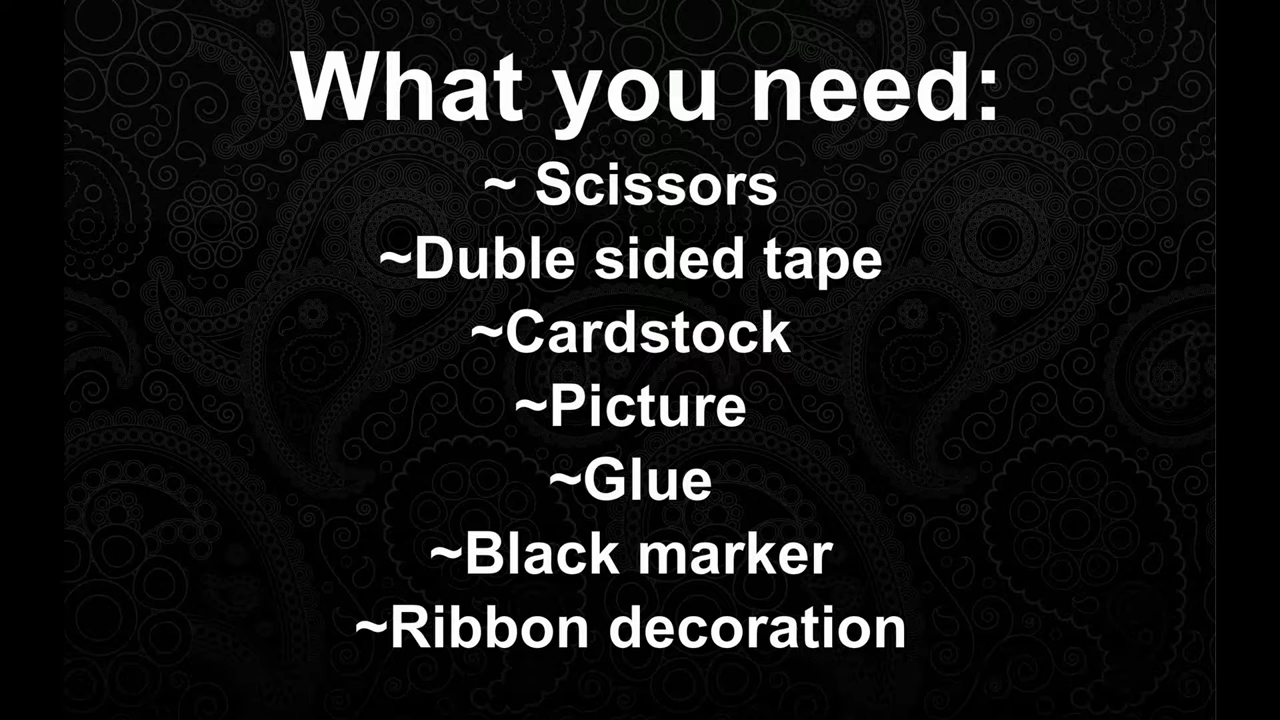 What you need:
~ Scissors
~Duble sided tape
~Cardstock
~Picture
~Glue
~Black marker
~Ribbon decoration